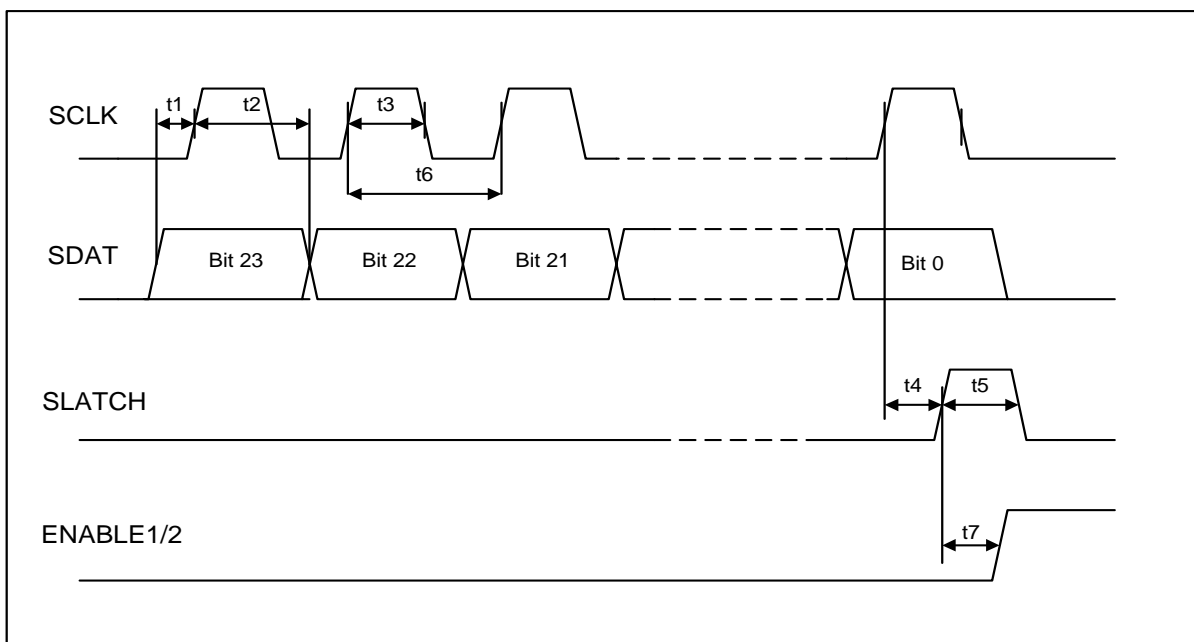 t1
t2
t3
SCLK
t6
SDAT
Bit 23
Bit 22
Bit 21
Bit 0
t4
t5
SLATCH
ENABLE1/2
t7